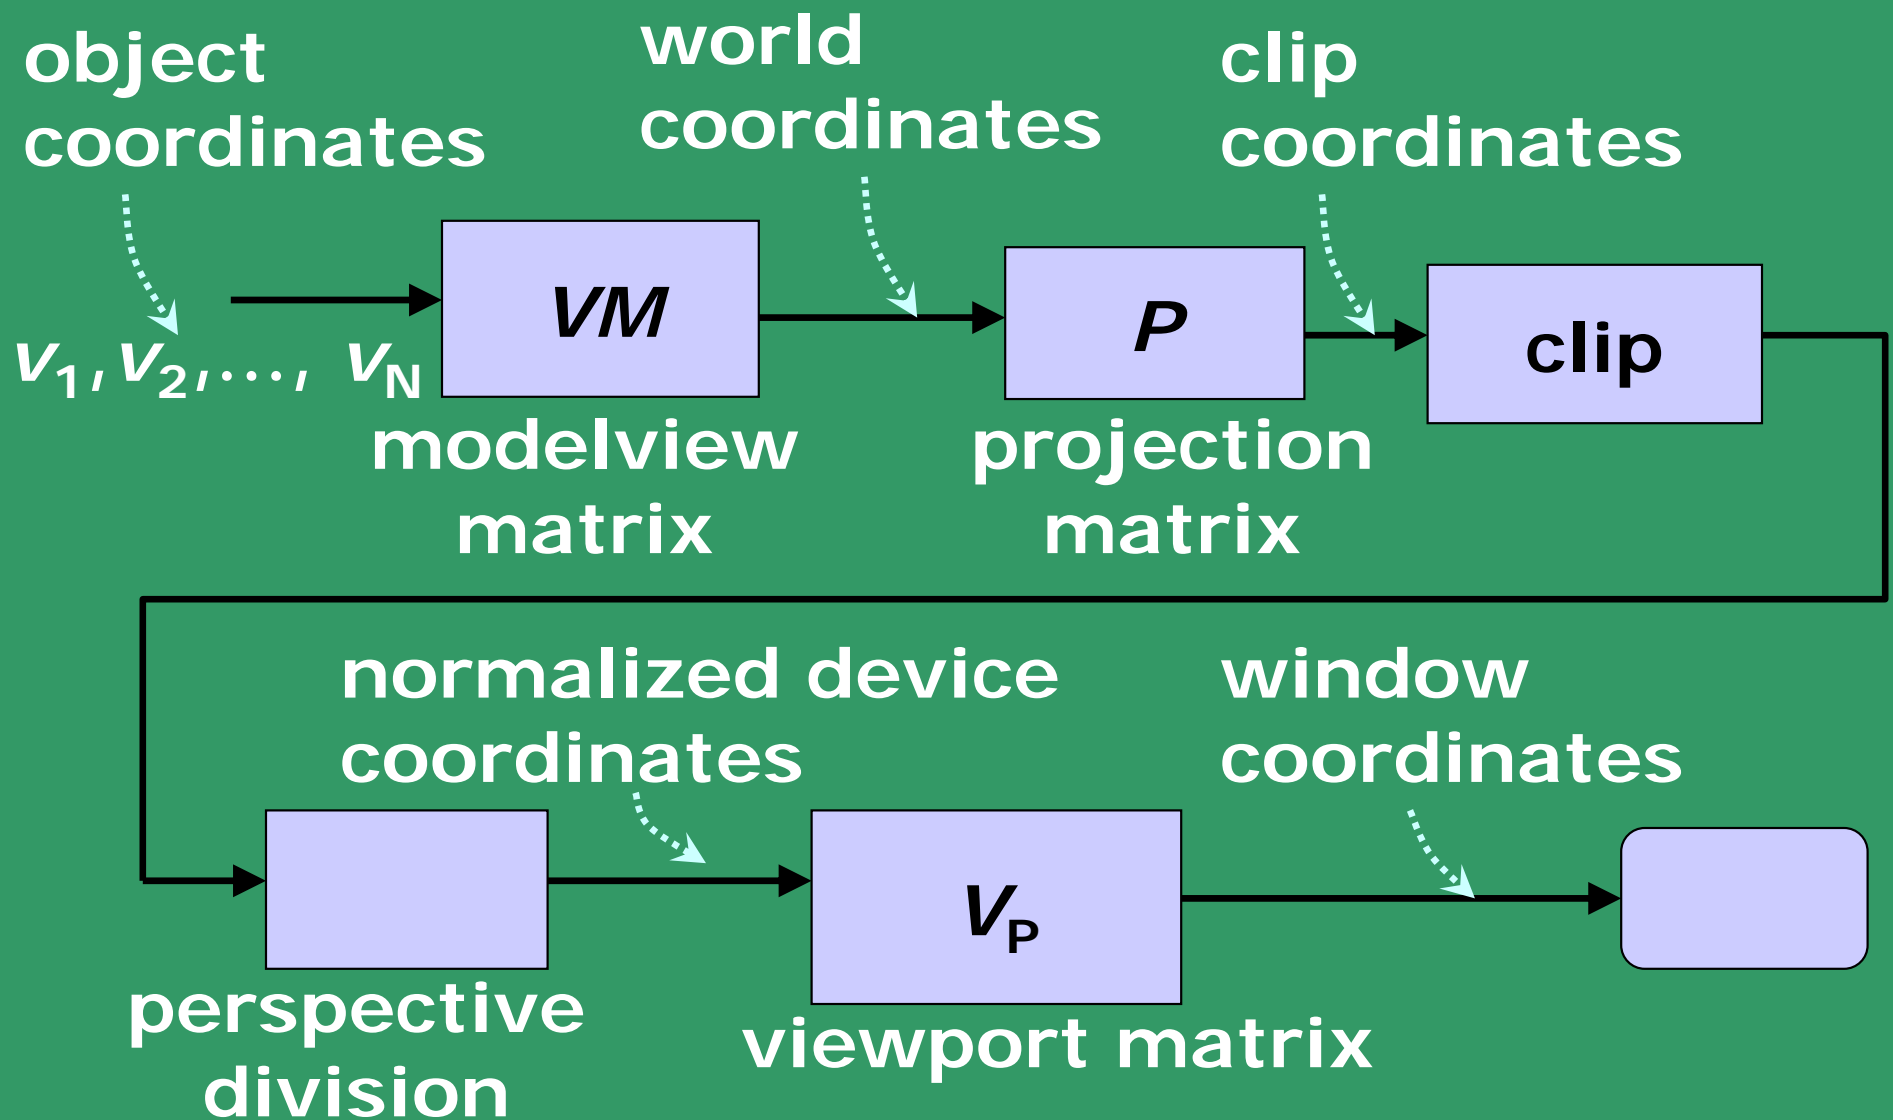 object
coordinates
world
coordinates
clip
coordinates
v1, v2,..., vN
VM
modelview
matrix
P
projection
matrix
clip
normalized device
coordinates
window
coordinates
perspective
division
VP
viewport matrix